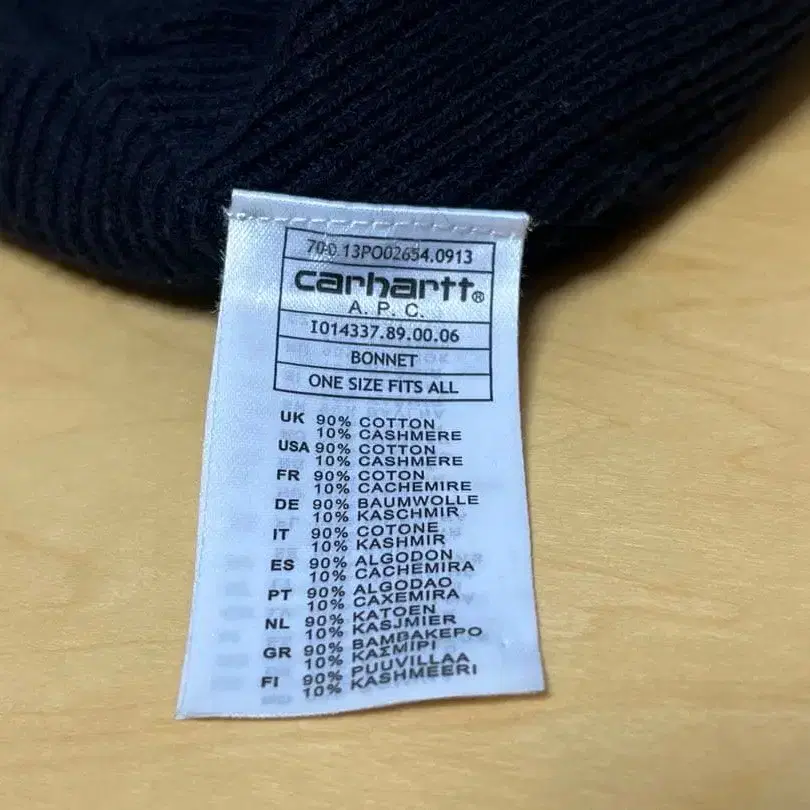 700.13PO02654.0913
carhartt®
A. P. C.
I014337.89.00.06
BONNET
ONE SIZE FITS ALL
UK 90% COTTON
10% CASHMERE
USA 90% COTTON
10% CASHMERE
FR 90% COTON
10% CACHEMIRE
DE 90% BAUMWOLLE
10% KASCHMIR
IT 90% COTONE
10% KASHMIR
ES 90% ALGODON
10% CACHEMIRA
PT 90% ALGODAO
10% CAXEMIRA
NL 90% KATOEN
10% KASJMIER
GR 90% ΒΑΜΒΑΚΕΡΟ
10% ΚΑΣΜΙΡΙ
FI 90% PUUVILLAA
10% KASHMEERI